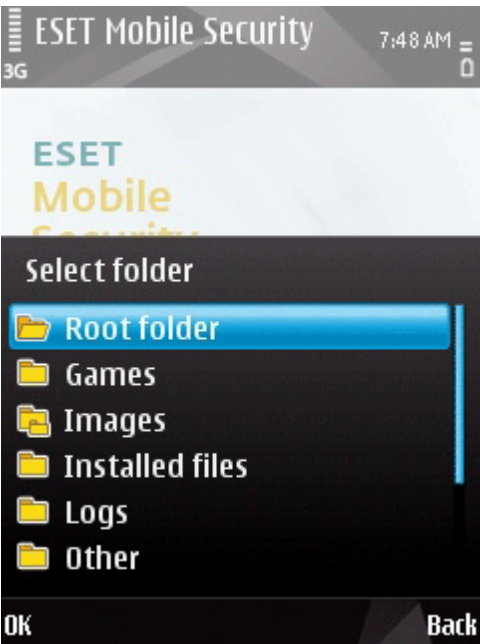 ESET Mobile Security
7:48 AM
3G
ESET
Mobile
Security
Select folder
Root folder
Games
Images
Installed files
Logs
Other
OK
Back